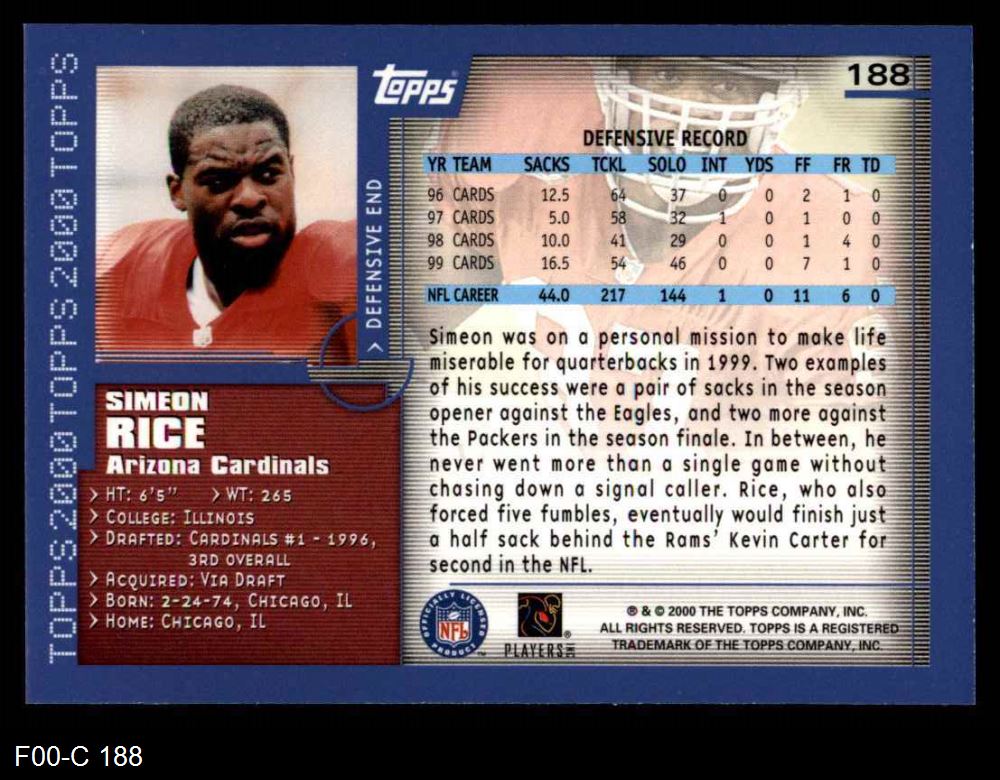 TOPPS2000TOPPS2000TOPPS2000TOPPS
topps
188
> DEFENSIVE END
DEFENSIVE RECORD
YR TEAM SACKS TCKL SOLO INT YDS FF FR TD
96 CARDS 12.5 64 37 0 0 2 1 0
97 CARDS 5.0 58 32 1 0 1 0 0
98 CARDS 10.0 41 29 0 0 1 4 0
99 CARDS 16.5 54 46 0 0 7 1 0
NFL CAREER 44.0 217 144 1 0 11 6 0
Simeon was on a personal mission to make life
miserable for quarterbacks in 1999. Two examples
of his success were a pair of sacks in the season
opener against the Eagles, and two more against
the Packers in the season finale. In between, he
never went more than a single game without
chasing down a signal caller. Rice, who also
forced five fumbles, eventually would finish just
a half sack behind the Rams' Kevin Carter for
second in the NFL.
SIMEON
RICE
Arizona Cardinals
> HT: 6'5" > WT: 265
> COLLEGE: ILLINOIS
> DRAFTED: CARDINALS #1 - 1996,
3RD OVERALL
> ACQUIRED: VIA DRAFT
> BORN: 2-24-74, CHICAGO, IL
> HOME: CHICAGO, IL
OFFICIALLY LICENSED
NFL
PRODUCT
TM
PLAYERS INC
®
® & © 2000 THE TOPPS COMPANY, INC.
ALL RIGHTS RESERVED. TOPPS IS A REGISTERED
TRADEMARK OF THE TOPPS COMPANY, INC.
F00-C 188